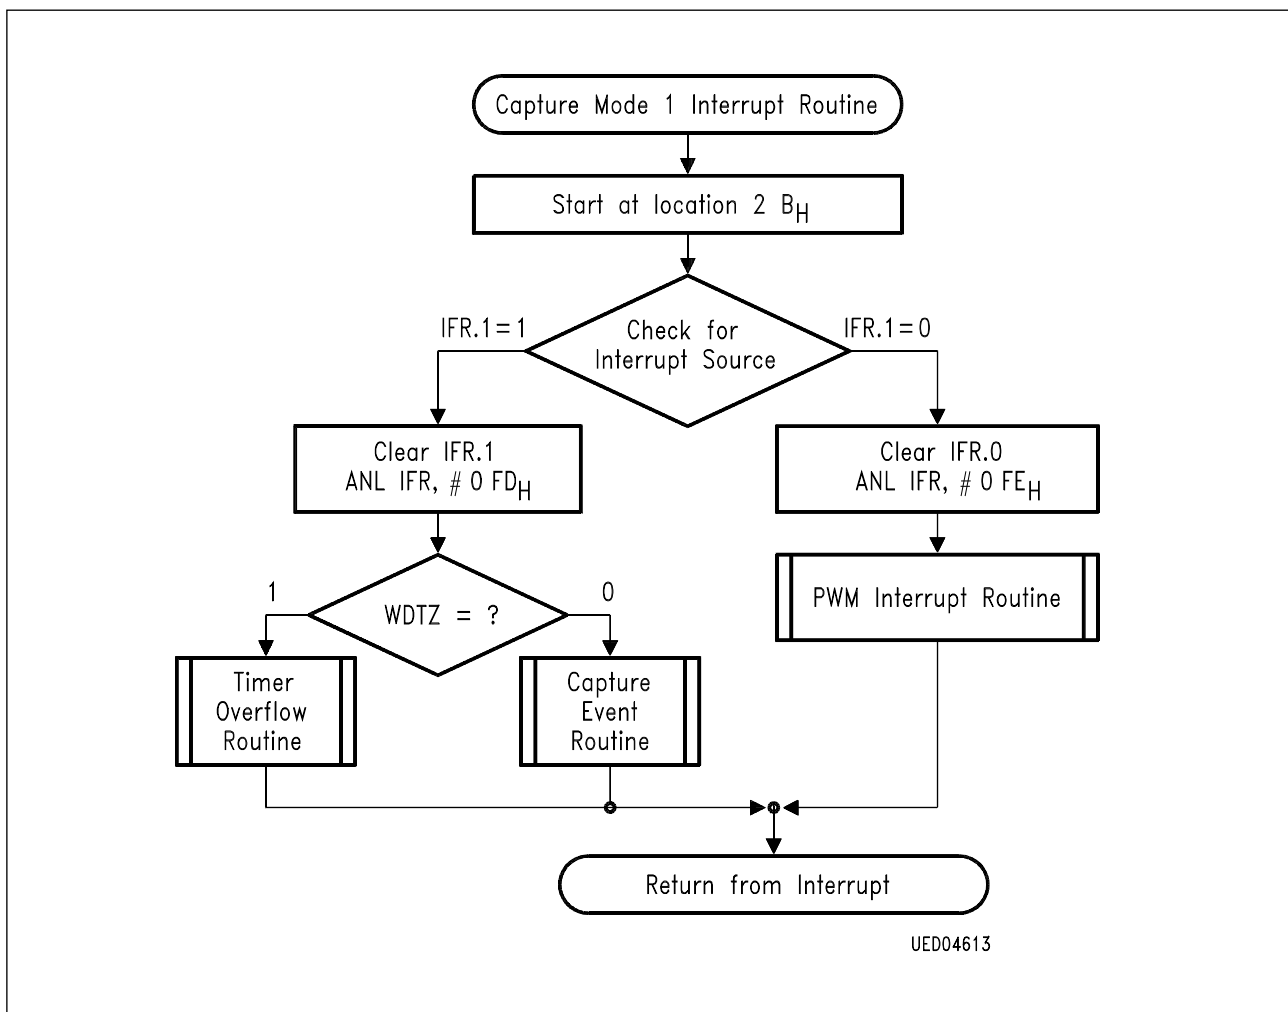 Capture Mode 1 Interrupt Routine
Start at location 2 BH
IFR.1=1
Check for
Interrupt Source
IFR.1=0
Clear IFR.1
ANL IFR, # 0 FDH
Clear IFR.0
ANL IFR, # 0 FEH
1
WDTZ = ?
0
PWM Interrupt Routine
Timer
Overflow
Routine
Capture
Event
Routine
Return from Interrupt
UED04613